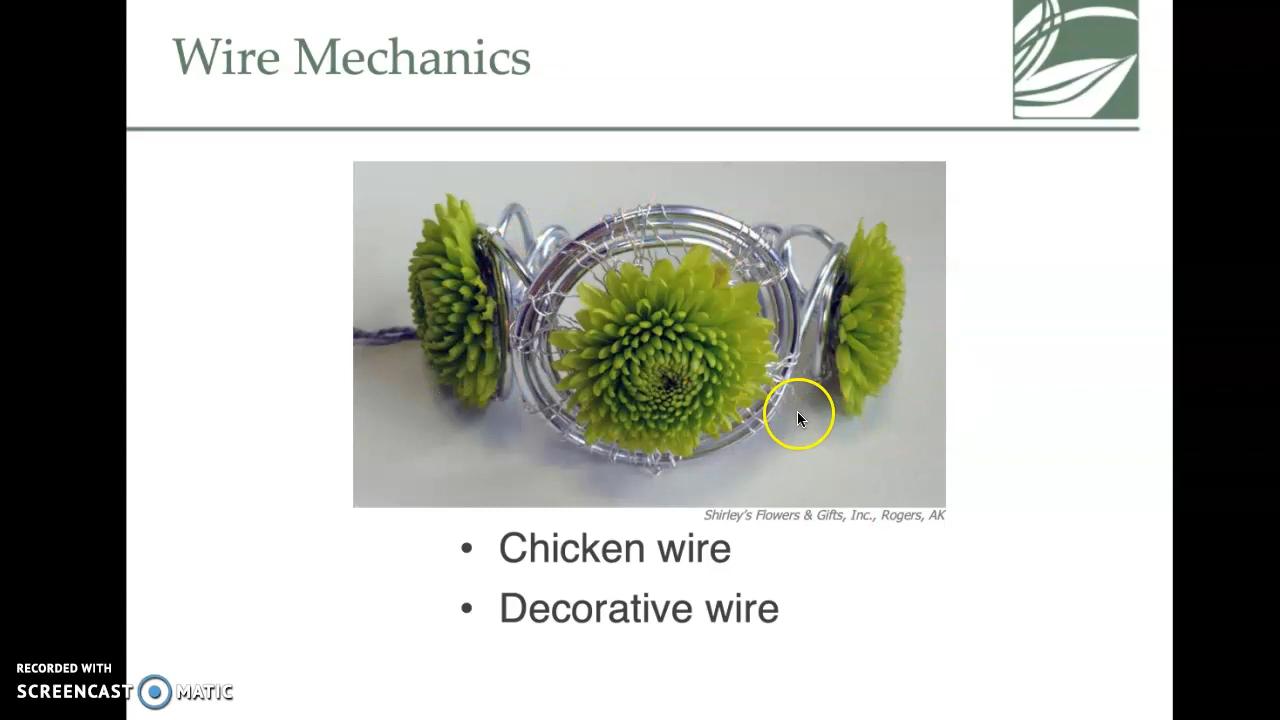 Wire Mechanics
Shirley's Flowers & Gifts, Inc., Rogers, AK
• Chicken wire
• Decorative wire
RECORDED WITH
SCREENCAST MATIC